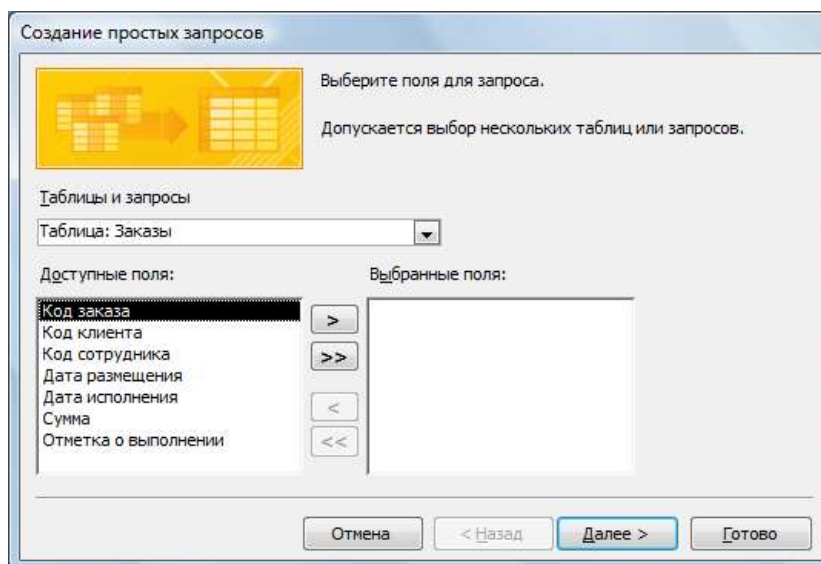 Создание простых запросов
Выберите поля для запроса.
Допускается выбор нескольких таблиц или запросов.
Таблицы и запросы
Таблица: Заказы
Доступные поля: Выбранные поля:
Код заказа
Код клиента
Код сотрудника
Дата размещения
Дата исполнения
Сумма
Отметка о выполнении
>
>>
<
<<
Отмена < Назад Далее > Готово